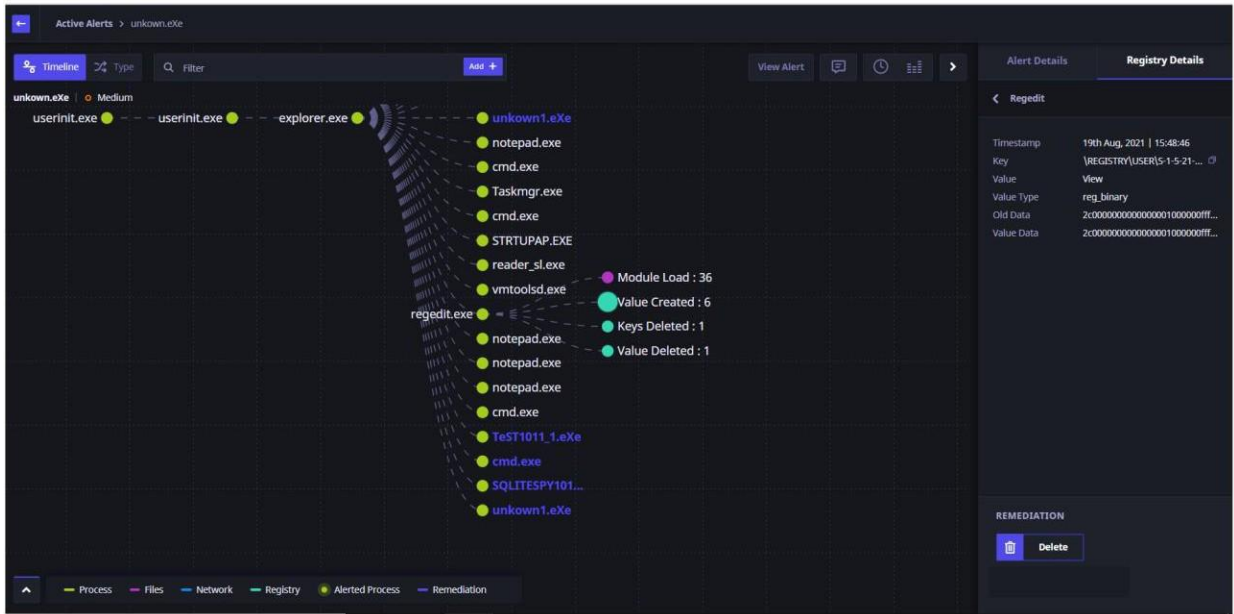 Active Alerts > unkown.eXe
Timeline
Type
Filter
Add +
View Alert
unkown.eXe | Medium
userinit.exe
userinit.exe
explorer.exe
unkown1.eXe
notepad.exe
cmd.exe
Taskmgr.exe
cmd.exe
STRTUPAP.EXE
reader_sl.exe
vmtoolsd.exe
regedit.exe
Module Load : 36
Value Created : 6
Keys Deleted : 1
Value Deleted : 1
notepad.exe
notepad.exe
notepad.exe
cmd.exe
TeST1011_1.eXe
cmd.exe
SQLITESPY101...
unkown1.eXe
Process
Files
Network
Registry
Alerted Process
Remediation
Alert Details
Registry Details
Regedit
Timestamp 19th Aug, 2021 | 15:48:46
Key \REGISTRY\USER\S-1-5-21-...
Value View
Value Type reg_binary
Old Data 2c0000000000000001000000fff...
Value Data 2c0000000000000001000000fff...
REMEDIATION
Delete